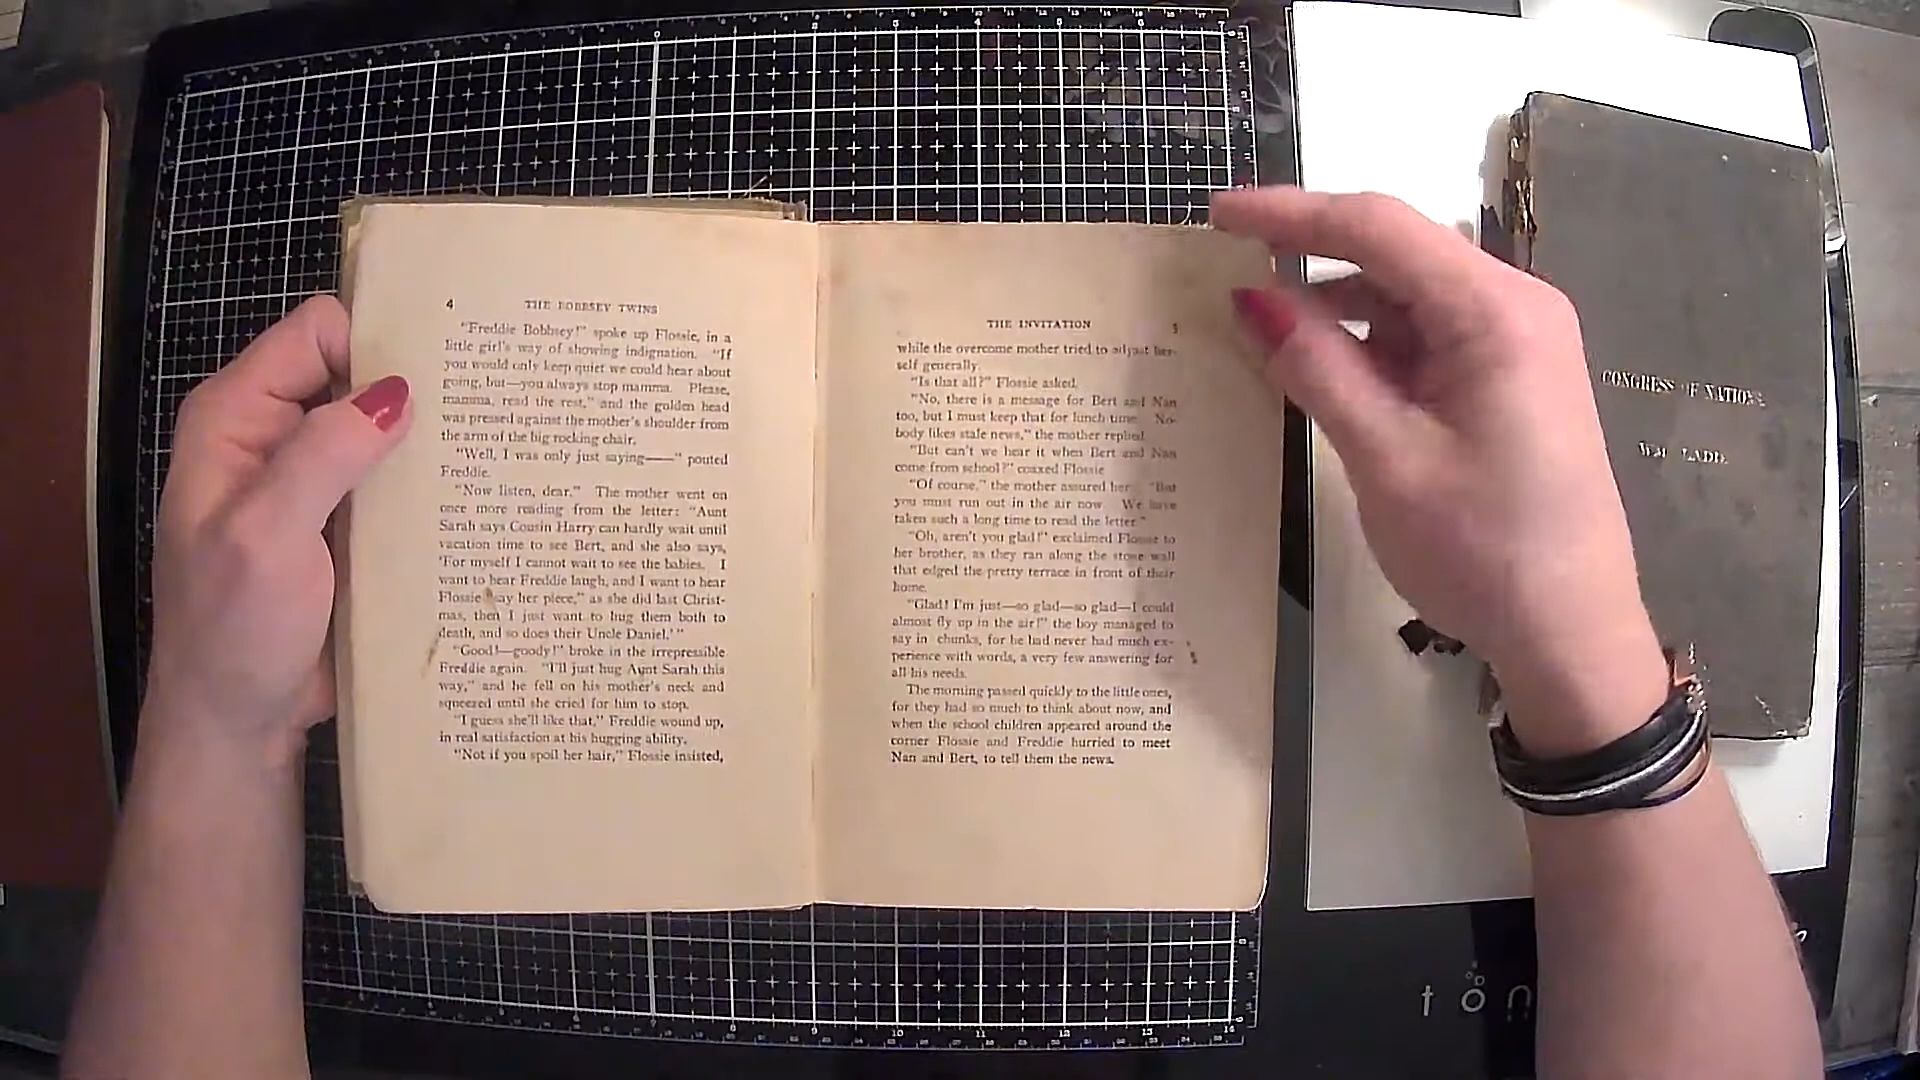 4 THE BOBBSEY TWINS
"Freddie Bobbsey!" spoke up Flossie, in a
little girl's way of showing indignation. "If
you would only keep quiet we could hear about
going, but—you always stop mamma. Please,
mamma, read the rest," and the golden head
was pressed against the mother's shoulder from
the arm of the big rocking chair.
"Well, I was only just saying——" pouted
Freddie.
"Now listen, dear." The mother went on
once more reading from the letter: "Aunt
Sarah says Cousin Harry can hardly wait until
vacation time to see Bert, and she also says,
'For myself I cannot wait to see the babies. I
want to hear Freddie laugh, and I want to hear
Flossie 'say her piece,' as she did last Christ-
mas, then I just want to hug them both to
death, and so does their Uncle Daniel.' "
"Good!—goody!" broke in the irrepressible
Freddie again. "I'll just hug Aunt Sarah this
way," and he fell on his mother's neck and
squeezed until she cried for him to stop.
"I guess she'll like that," Freddie wound up,
in real satisfaction at his hugging ability.
"Not if you spoil her hair," Flossie insisted,
THE INVITATION 5
while the overcome mother tried to adjust her-
self generally.
"Is that all?" Flossie asked.
"No, there is a message for Bert and Nan
too, but I must keep that for lunch time. No-
body likes stale news," the mother replied.
"But can't we hear it when Bert and Nan
come from school?" coaxed Flossie.
"Of course," the mother assured her. "But
you must run out in the air now. We have
taken such a long time to read the letter."
"Oh, aren't you glad!" exclaimed Flossie to
her brother, as they ran along the stone wall
that edged the pretty terrace in front of their
home.
"Glad! I'm just—so glad—so glad—I could
almost fly up in the air!" the boy managed to
say in chunks, for he had never had much ex-
perience with words, a very few answering for
all his needs.
The morning passed quickly to the little ones,
for they had so much to think about now, and
when the school children appeared around the
corner Flossie and Freddie hurried to meet
Nan and Bert, to tell them the news.
CONGRESS OF NATIONS
WM LADD.